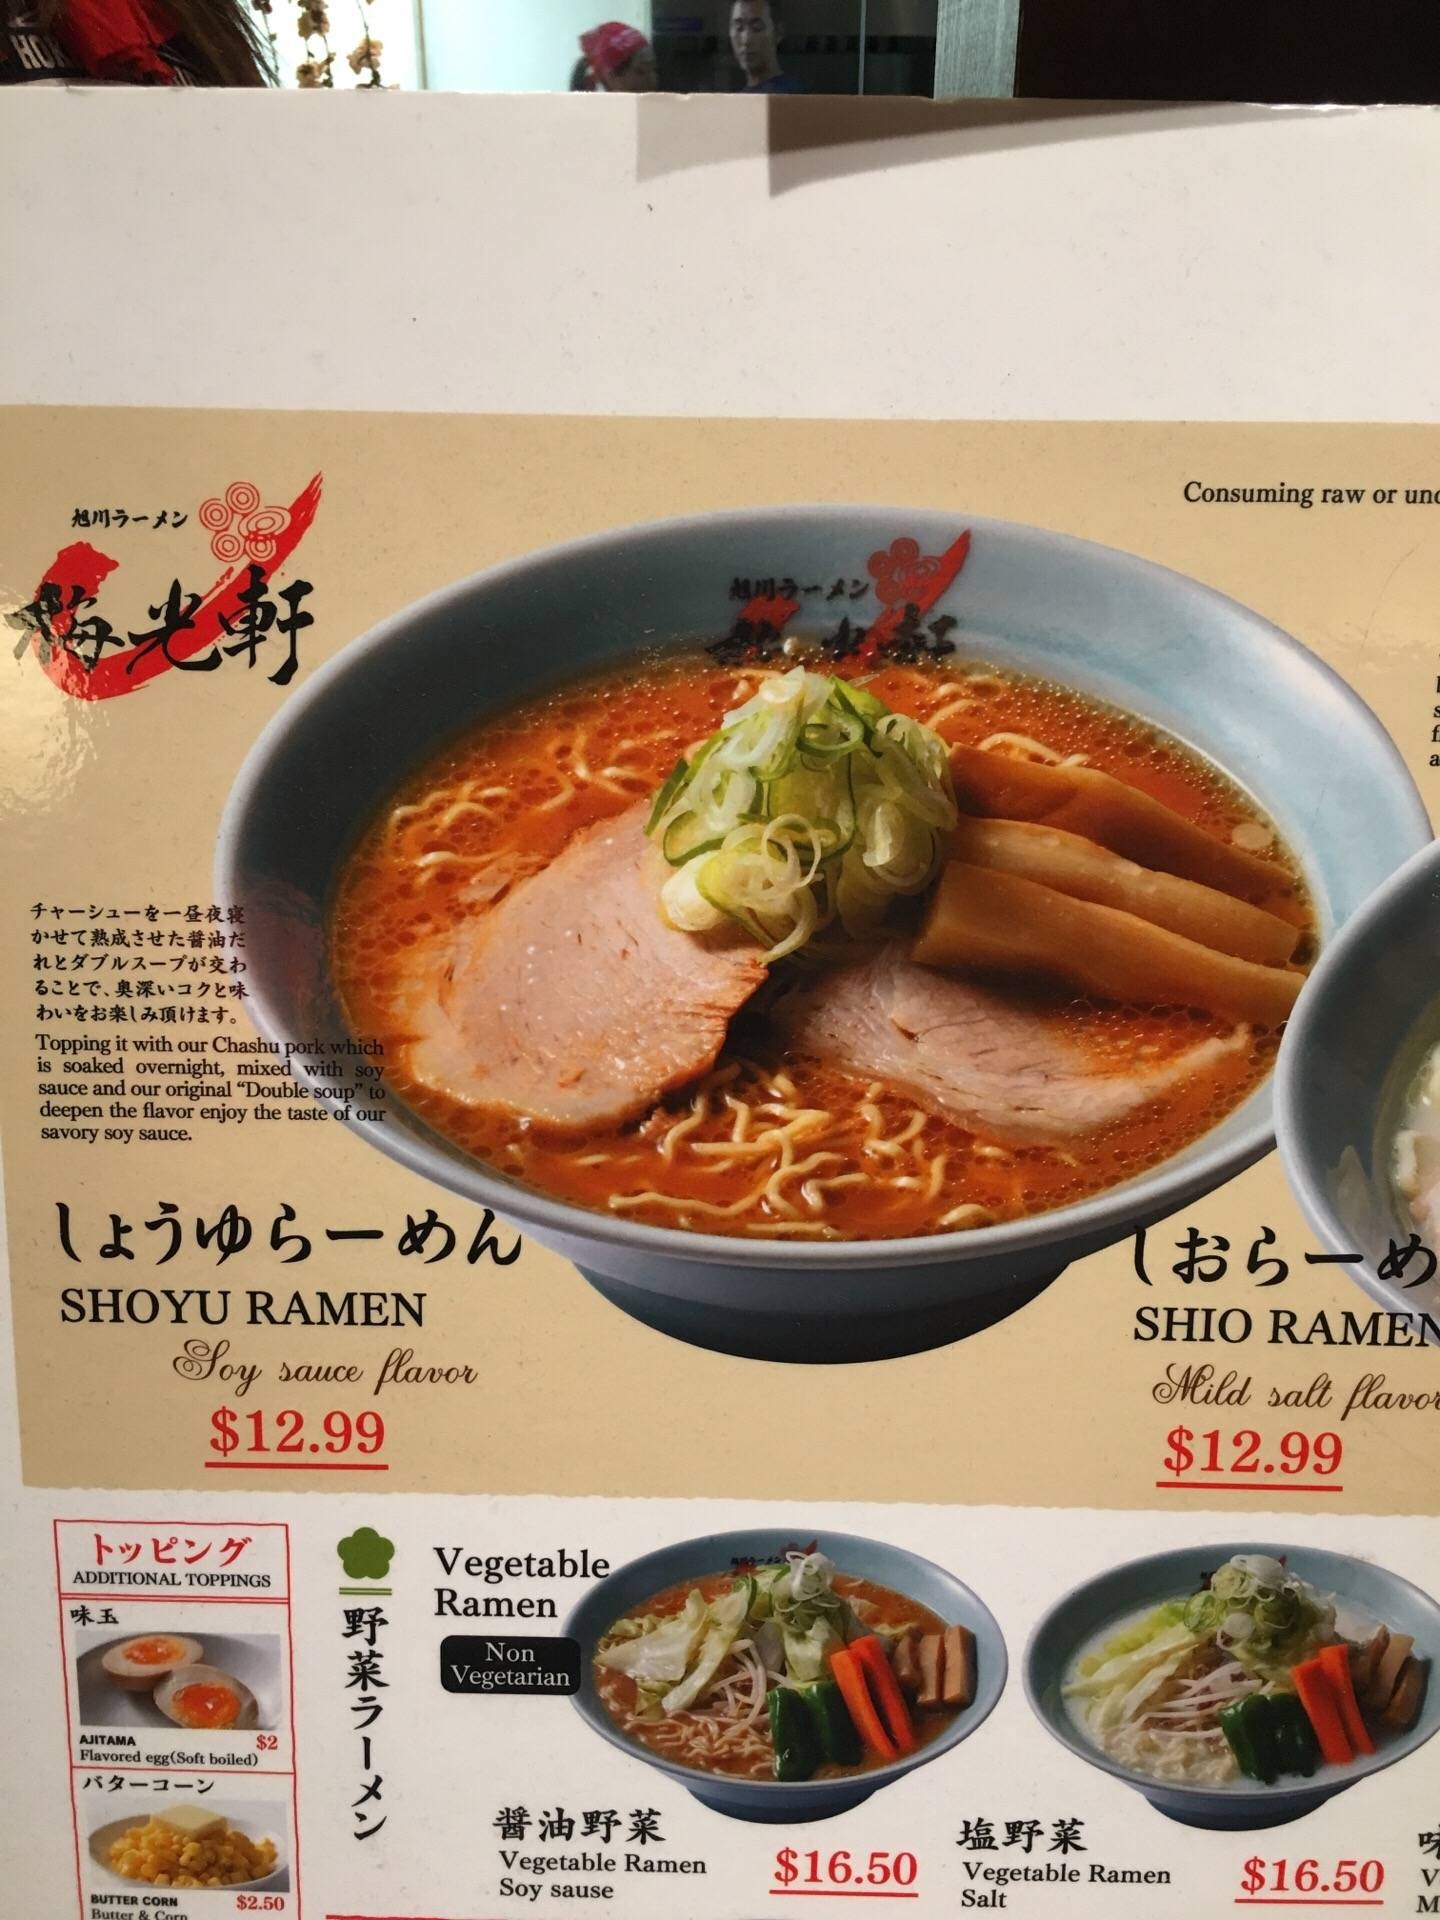 HOK
旭川ラーメン
梅光軒
Consuming raw or
旭川ラーメン
チャーシューを一昼夜寝
かせて熟成させた醤油だ
れとダブルスープが交わ
ることで、奥深いコクと味
わいをお楽しみ頂けます。
Topping it with our Chashu pork which
is soaked overnight, mixed with soy
sauce and our original “Double soup” to
deepen the flavor enjoy the taste of our
savory soy sauce.
しょうゆらーめん
SHOYU RAMEN
Soy sauce flavor
$12.99
しおらーめ
SHIO RAMEN
Mild salt flavor
$12.99
トッピング
ADDITIONAL TOPPINGS
味玉
AJITAMA $2
Flavored egg(Soft boiled)
バターコーン
BUTTER CORN $2.50
Butter & Corn
野菜ラーメン
Vegetable
Ramen
Non
Vegetarian
醤油野菜
Vegetable Ramen
Soy sause
$16.50
塩野菜
Vegetable Ramen
Salt
$16.50
味